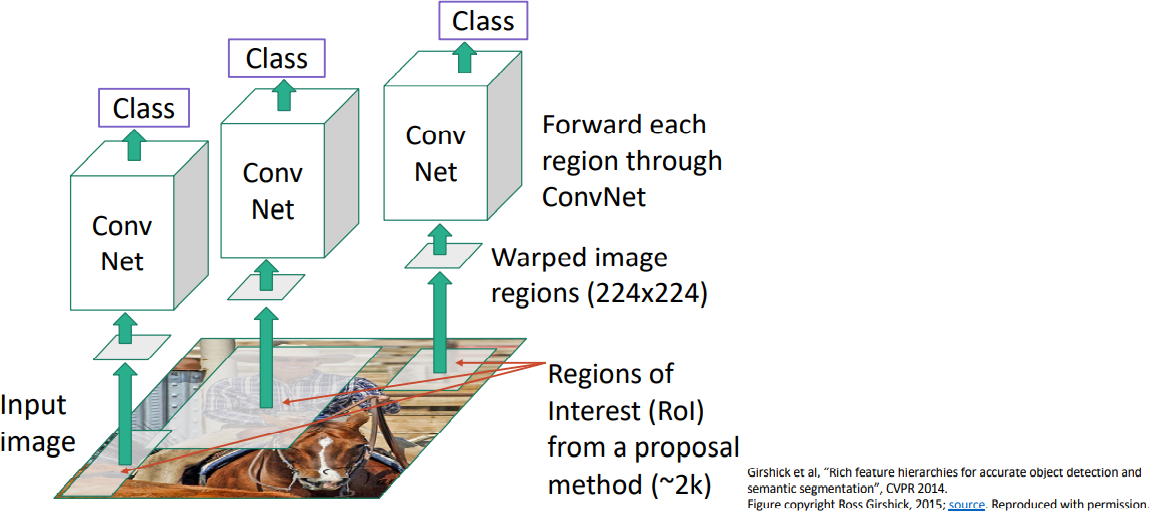 Class
Class
Class
Conv
Net
Conv
Net
Conv
Net
Forward each
region through
ConvNet
Warped image
regions (224x224)
Input
image
Regions of
Interest (RoI)
from a proposal
method (~2k)
Girshick et al, “Rich feature hierarchies for accurate object detection and
semantic segmentation”, CVPR 2014.
Figure copyright Ross Girshick, 2015; source. Reproduced with permission.